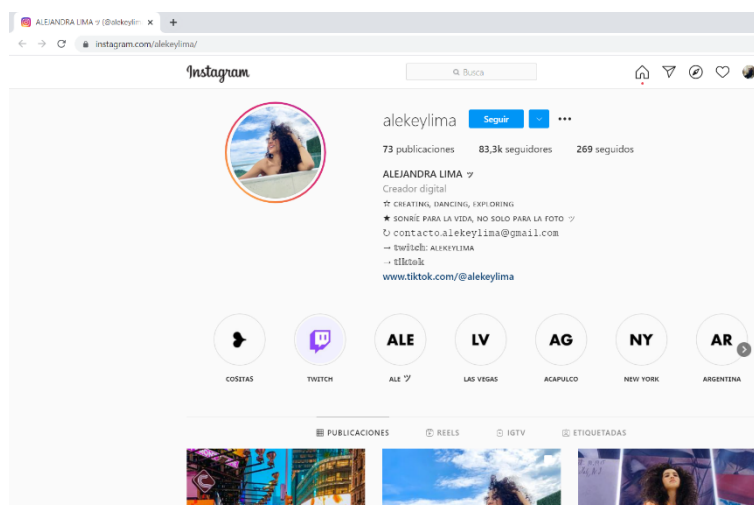 ALEJANDRA LIMA ツ (@alekeylim
instagram.com/alekeylima/
Instagram
Busca
alekeylima Seguir
73 publicaciones 83,3k seguidores 269 seguidos
ALEJANDRA LIMA ツ
Creador digital
☆ CREATING, DANCING, EXPLORING
★ SONRÍE PARA LA VIDA, NO SOLO PARA LA FOTO ツ
↻ contacto.alekeylima@gmail.com
→ 𝕥𝕨𝕚𝕥𝕔𝕙: ALEKEYLIMA
→ 𝕥𝕚𝕜𝕥𝕠𝕜
www.tiktok.com/@alekeylima
ALE LV AG NY AR
COSITAS TWITCH ALE ツ LAS VEGAS ACAPULCO NEW YORK ARGENTINA
PUBLICACIONES REELS IGTV ETIQUETADAS